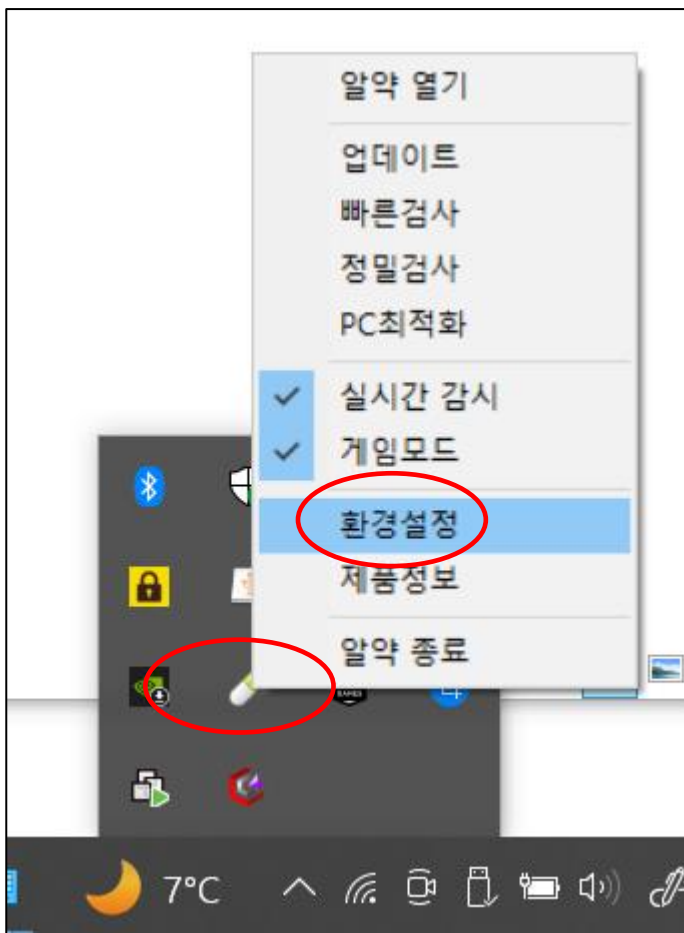 알약 열기
업데이트
빠른검사
정밀검사
PC최적화
실시간 감시
게임모드
환경설정
제품정보
알약 종료
7°C